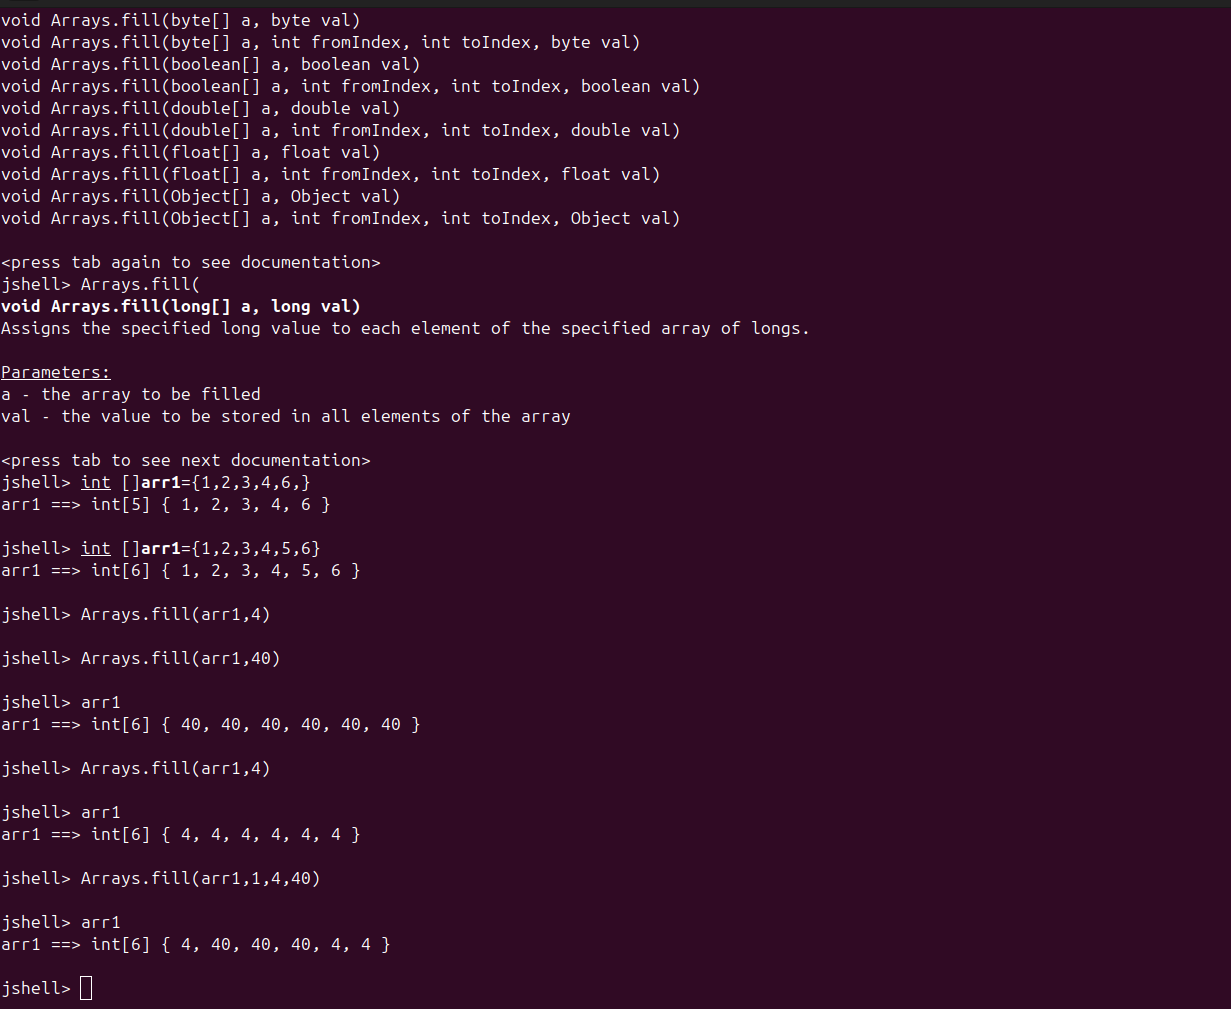 void Arrays.fill(byte[] a, byte val)
void Arrays.fill(byte[] a, int fromIndex, int toIndex, byte val)
void Arrays.fill(boolean[] a, boolean val)
void Arrays.fill(boolean[] a, int fromIndex, int toIndex, boolean val)
void Arrays.fill(double[] a, double val)
void Arrays.fill(double[] a, int fromIndex, int toIndex, double val)
void Arrays.fill(float[] a, float val)
void Arrays.fill(float[] a, int fromIndex, int toIndex, float val)
void Arrays.fill(Object[] a, Object val)
void Arrays.fill(Object[] a, int fromIndex, int toIndex, Object val)

<press tab again to see documentation>
jshell> Arrays.fill(
void Arrays.fill(long[] a, long val)
Assigns the specified long value to each element of the specified array of longs.

Parameters:
a - the array to be filled
val - the value to be stored in all elements of the array

<press tab to see next documentation>
jshell> int []arr1={1,2,3,4,6,}
arr1 ==> int[5] { 1, 2, 3, 4, 6 }

jshell> int []arr1={1,2,3,4,5,6}
arr1 ==> int[6] { 1, 2, 3, 4, 5, 6 }

jshell> Arrays.fill(arr1,4)

jshell> Arrays.fill(arr1,40)

jshell> arr1
arr1 ==> int[6] { 40, 40, 40, 40, 40, 40 }

jshell> Arrays.fill(arr1,4)

jshell> arr1
arr1 ==> int[6] { 4, 4, 4, 4, 4, 4 }

jshell> Arrays.fill(arr1,1,4,40)

jshell> arr1
arr1 ==> int[6] { 4, 40, 40, 40, 4, 4 }

jshell>